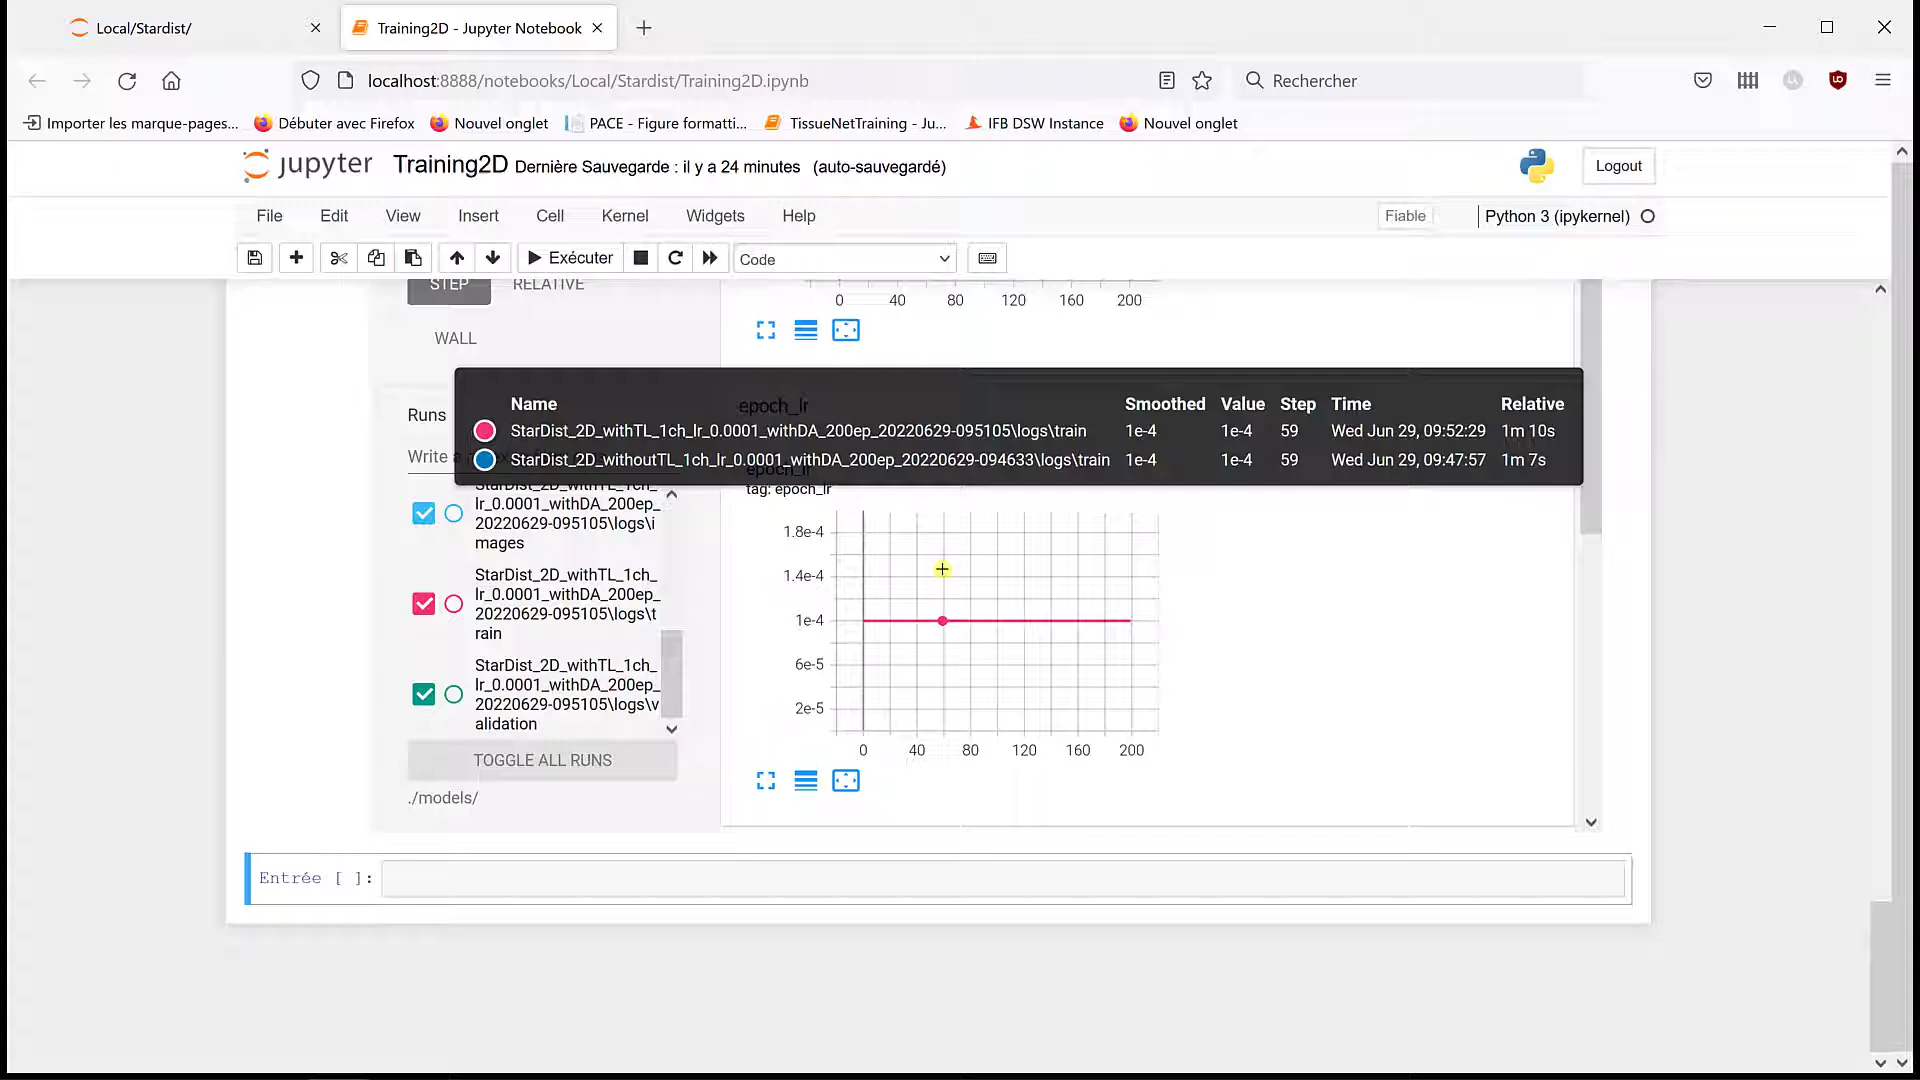 Local/Stardist/
Training2D - Jupyter Notebook
localhost:8888/notebooks/Local/Stardist/Training2D.ipynb
Rechercher
Importer les marque-pages...
Débuter avec Firefox
Nouvel onglet
PACE - Figure formatti...
TissueNetTraining - Ju...
IFB DSW Instance
Nouvel onglet
jupyter
Training2D Dernière Sauvegarde : il y a 24 minutes (auto-sauvegardé)
Logout
File Edit View Insert Cell Kernel Widgets Help
Fiable
Python 3 (ipykernel)
Exécuter
Code
STEP
RELATIVE
WALL
0 40 80 120 160 200
Runs
Write a
epoch_lr
Name Smoothed Value Step Time Relative
StarDist_2D_withTL_1ch_lr_0.0001_withDA_200ep_20220629-095105\logs\train 1e-4 1e-4 59 Wed Jun 29, 09:52:29 1m 10s
StarDist_2D_withoutTL_1ch_lr_0.0001_withDA_200ep_20220629-094633\logs\train 1e-4 1e-4 59 Wed Jun 29, 09:47:57 1m 7s
epoch_lr
tag: epoch_lr
StarDist_2D_withTL_1ch_
lr_0.0001_withDA_200ep_
20220629-095105\logs\i
mages
StarDist_2D_withTL_1ch_
lr_0.0001_withDA_200ep_
20220629-095105\logs\t
rain
StarDist_2D_withTL_1ch_
lr_0.0001_withDA_200ep_
20220629-095105\logs\v
alidation
TOGGLE ALL RUNS
./models/
1.8e-4
1.4e-4
1e-4
6e-5
2e-5
0 40 80 120 160 200
Entrée [ ]: